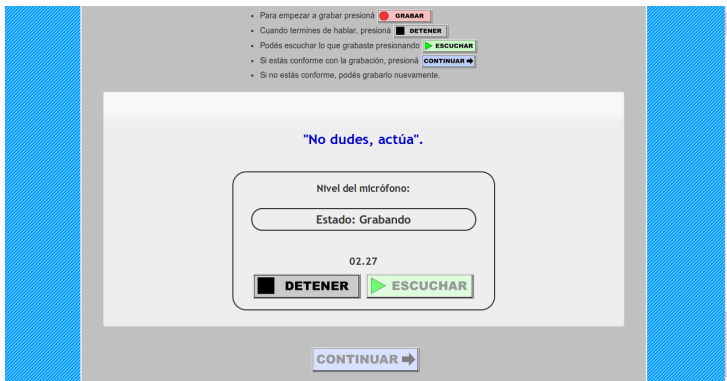 • Para empezar a grabar presioná GRABAR
• Cuando termines de hablar, presioná DETENER
• Podés escuchar lo que grabaste presionando ESCUCHAR
• Si estás conforme con la grabación, presioná CONTINUAR
• Si no estás conforme, podés grabarlo nuevamente.
"No dudes, actúa".
Nivel del micrófono:
Estado: Grabando
02.27
DETENER ESCUCHAR
CONTINUAR